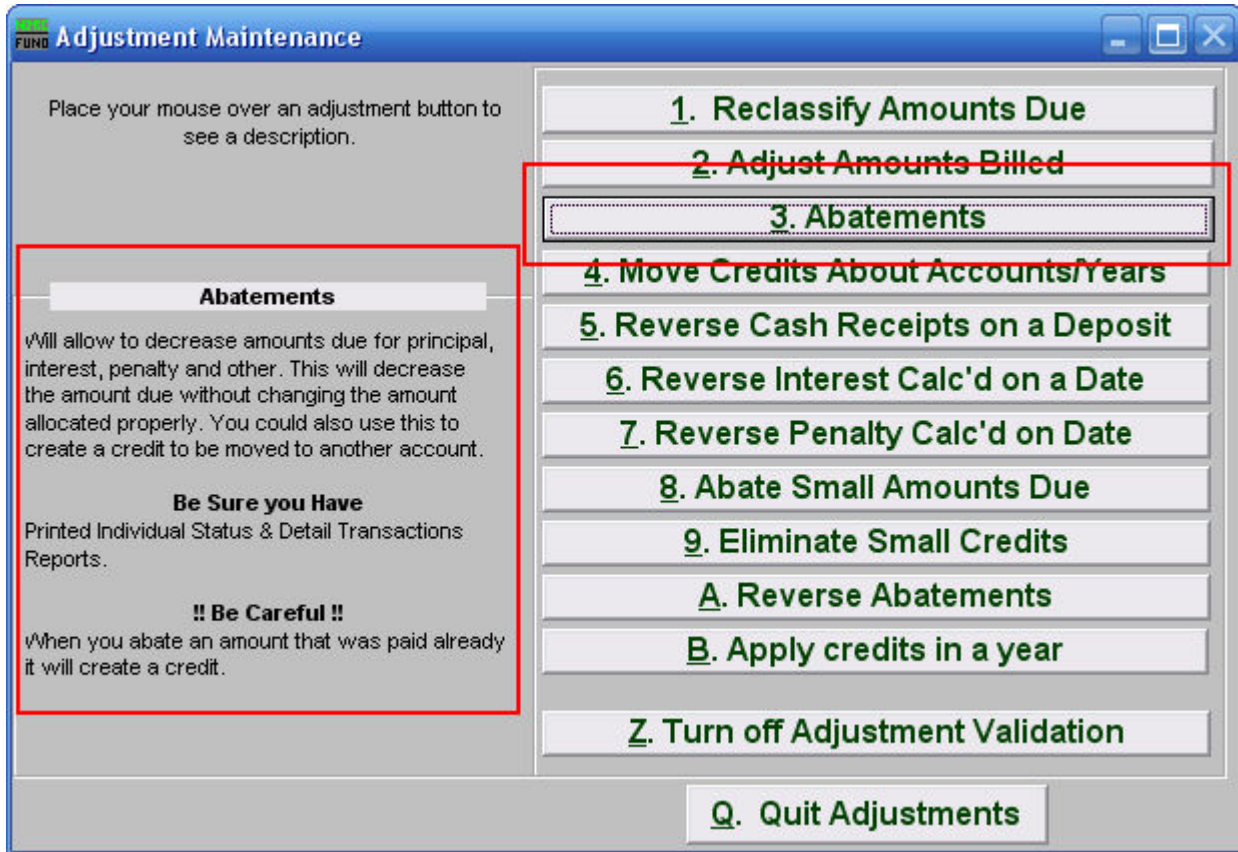 FUND Adjustment Maintenance
Place your mouse over an adjustment button to
see a description.
Abatements
Will allow to decrease amounts due for principal,
interest, penalty and other. This will decrease
the amount due without changing the amount
allocated properly. You could also use this to
create a credit to be moved to another account.
Be Sure you Have
Printed Individual Status & Detail Transactions
Reports.
!! Be Careful !!
When you abate an amount that was paid already
it will create a credit.
1. Reclassify Amounts Due
2. Adjust Amounts Billed
3. Abatements
4. Move Credits About Accounts/Years
5. Reverse Cash Receipts on a Deposit
6. Reverse Interest Calc'd on a Date
7. Reverse Penalty Calc'd on Date
8. Abate Small Amounts Due
9. Eliminate Small Credits
A. Reverse Abatements
B. Apply credits in a year
Z. Turn off Adjustment Validation
Q. Quit Adjustments